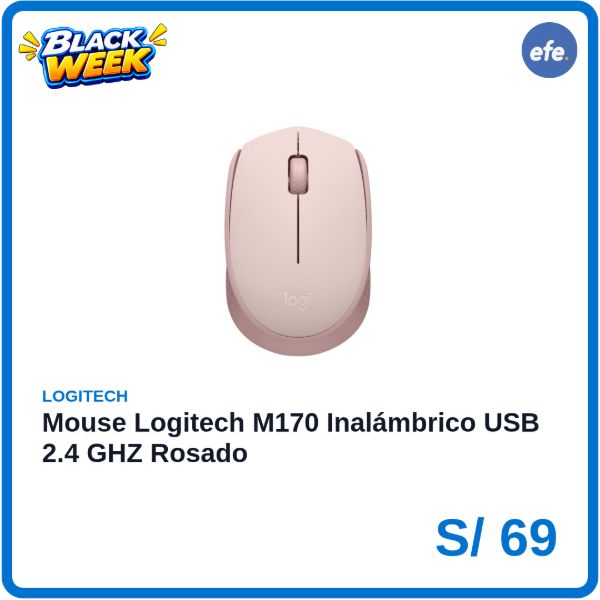 BLACK
WEEK
efe.
logi
LOGITECH
Mouse Logitech M170 Inalámbrico USB
2.4 GHZ Rosado
S/ 69